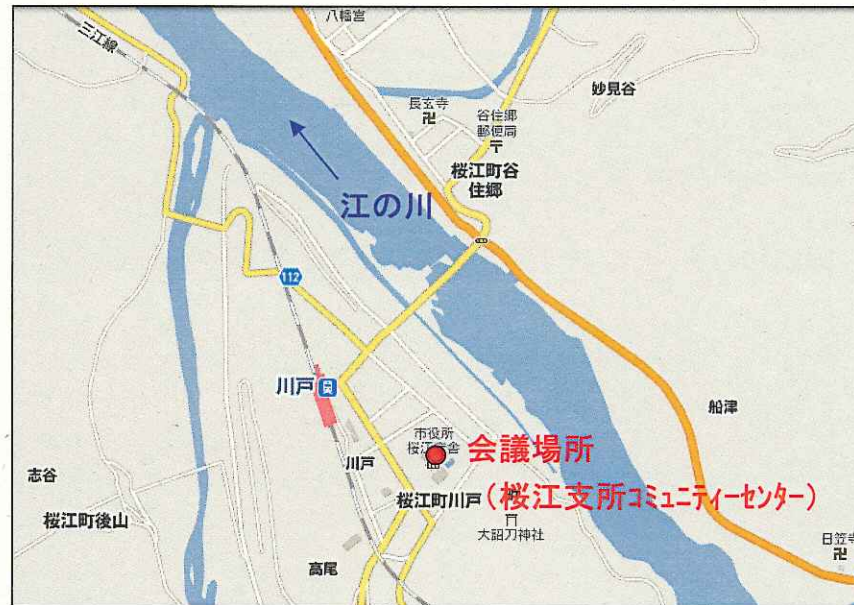 八幡宮
三江線
妙見谷
長玄寺
谷住郷
郵便局
桜江町谷
住郷
江の川
112
川戸
船津
市役所
会議場所
川戸
志谷
(桜江支所コミュニティーセンター)
桜江町川戸
桜江町後山
大詔刀神社
日笠寺
高尾